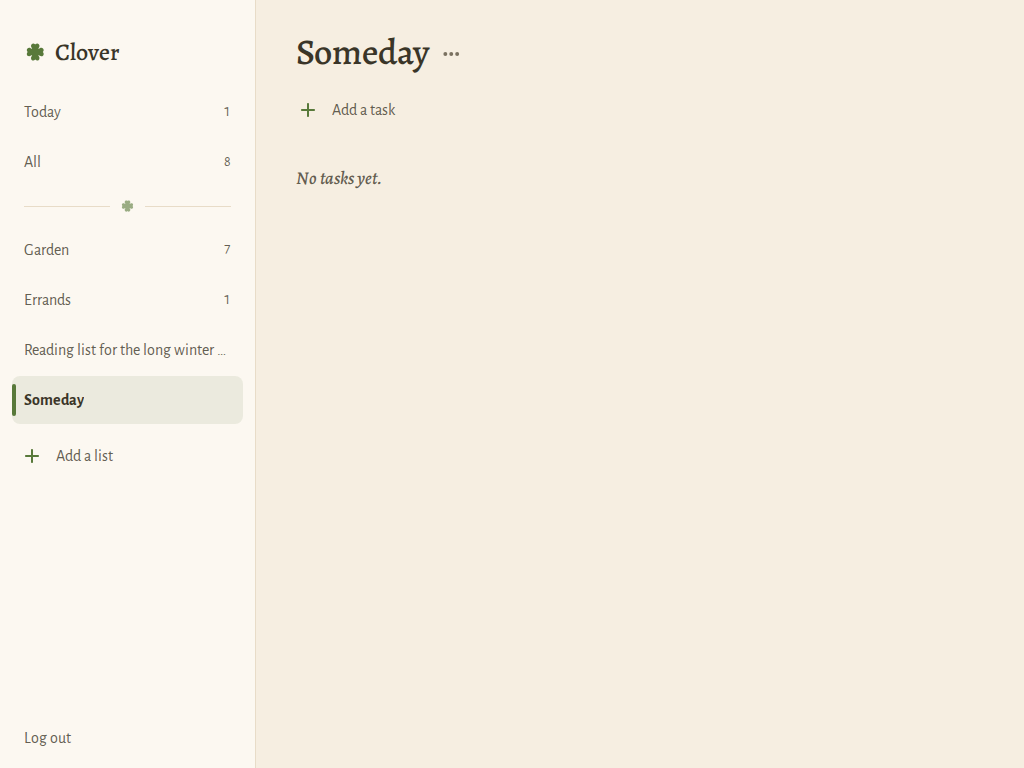 Clover
Today 1
All 8
Garden 7
Errands 1
Reading list for the long winter ...
Someday
Add a list
Log out
Someday
Add a task
No tasks yet.